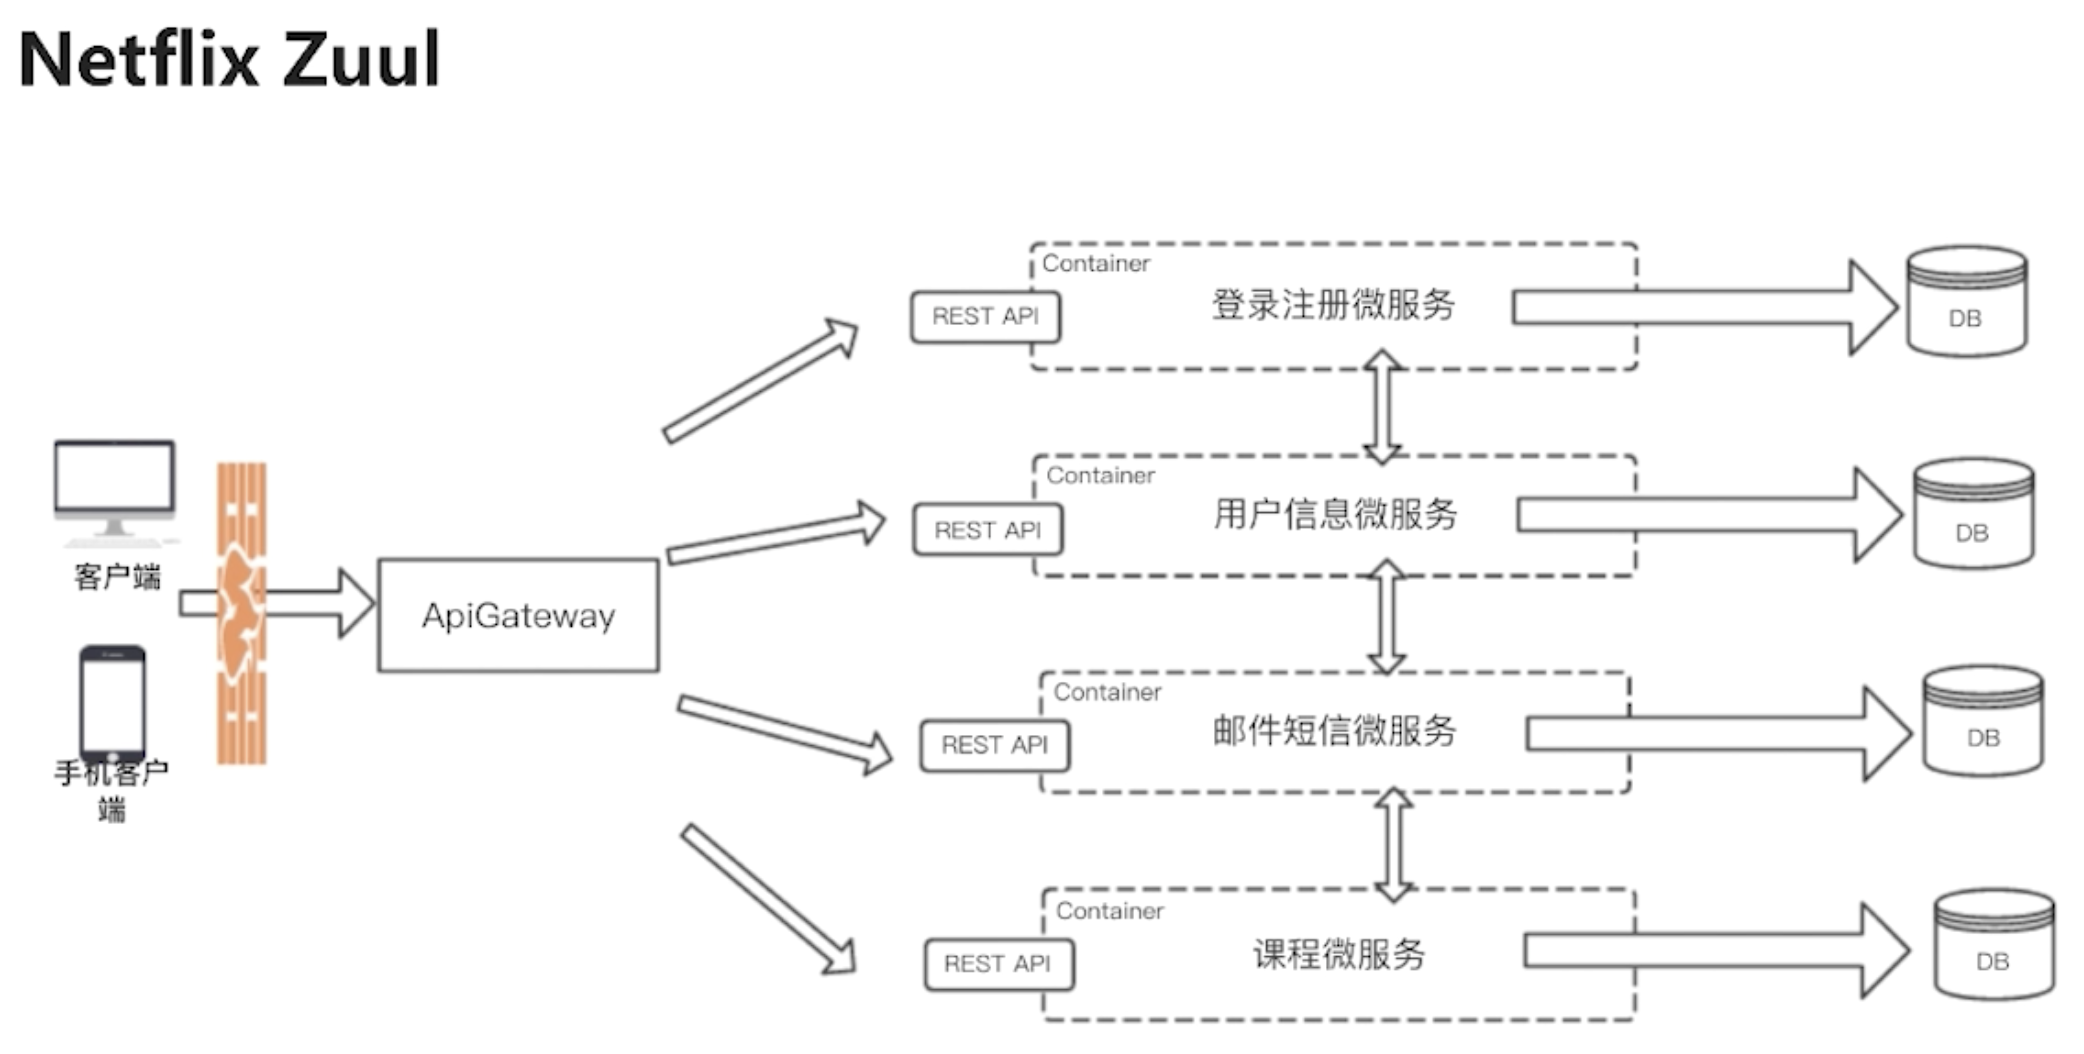 Netflix Zuul
客户端
手机客户
端
ApiGateway
Container
REST API
登录注册微服务
DB
Container
REST API
用户信息微服务
DB
Container
REST API
邮件短信微服务
DB
Container
REST API
课程微服务
DB